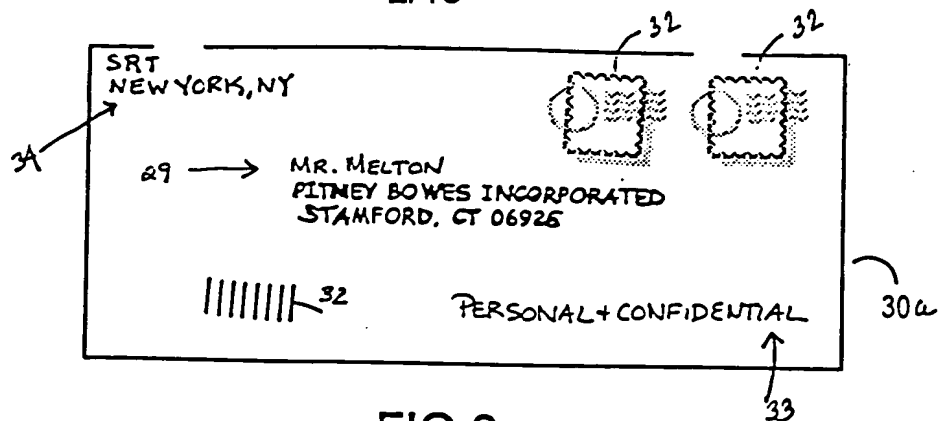 32 32
SRT
NEW YORK, NY
34
29
MR. MELTON
PITNEY BOWES INCORPORATED
STAMFORD, CT 06926
32
PERSONAL + CONFIDENTIAL
30a
33